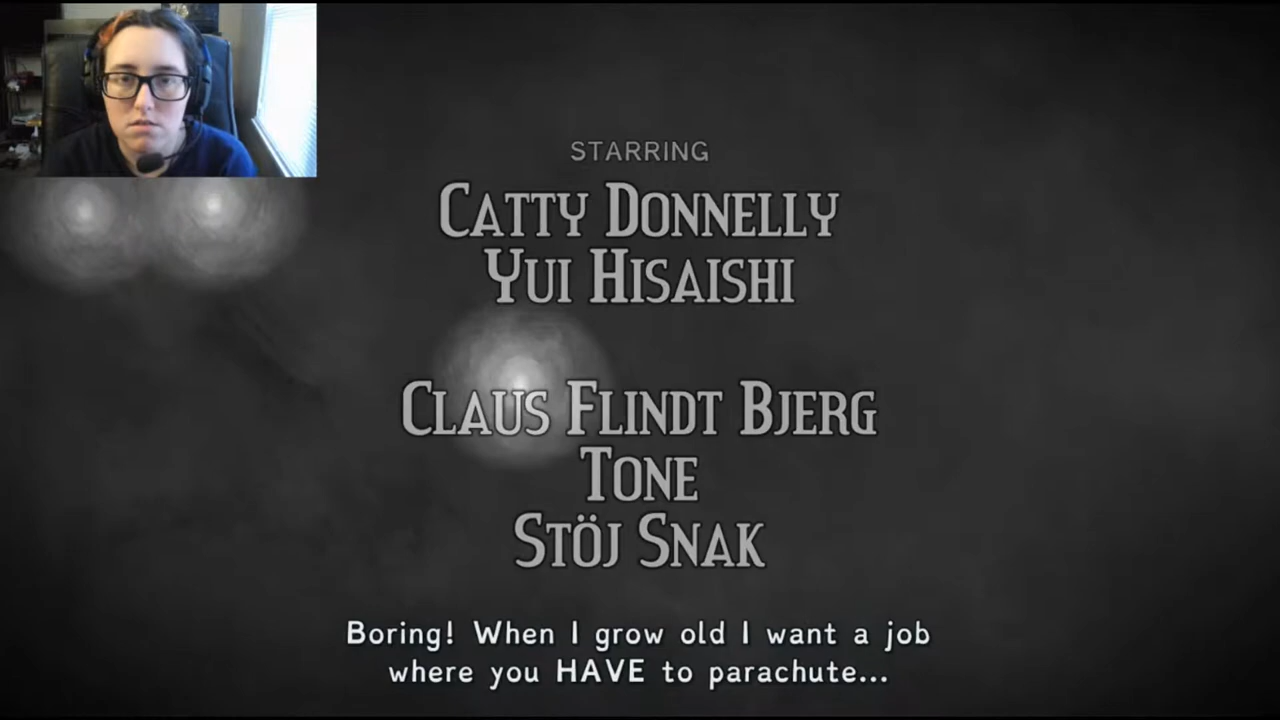 STARRING
CATTY DONNELLY
YUI HISAISHI
CLAUS FLINDT BJERG
TONE
STÖJ SNAK
Boring! When I grow old I want a job
where you HAVE to parachute...